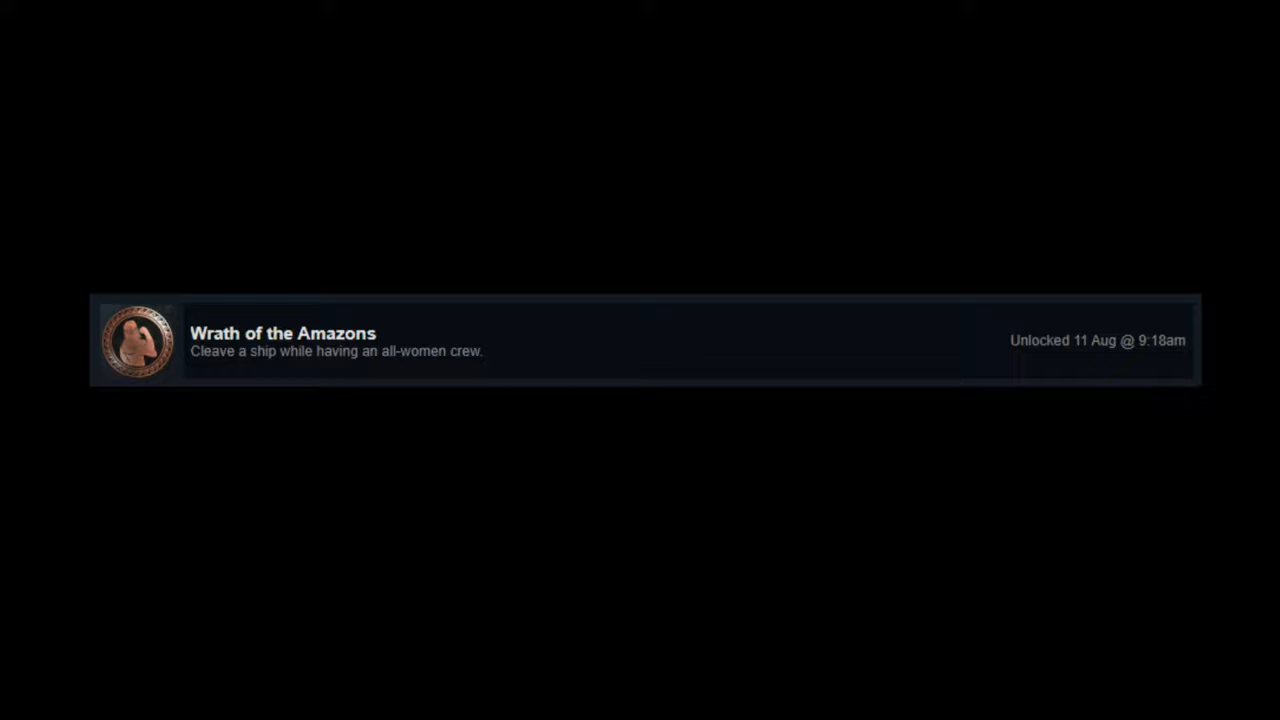 Wrath of the Amazons
Cleave a ship while having an all-women crew.
Unlocked 11 Aug @ 9:18am